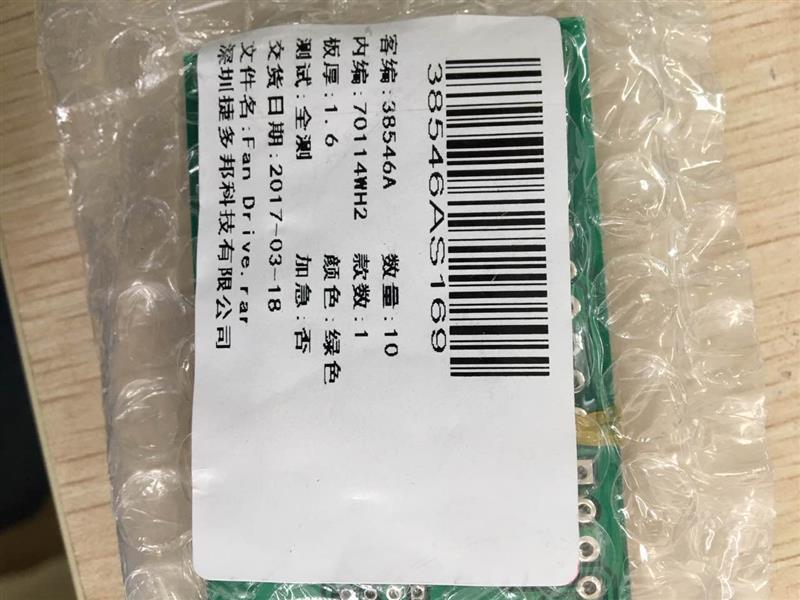 38546AS169
客编:38546A 数量:10
内编:70114WH2 款数:1
板厚:1.6 颜色:绿色
测试:全测 加急:否
交货日期:2017-03-18
文件名:Fan Drive.rar
深圳捷多邦科技有限公司